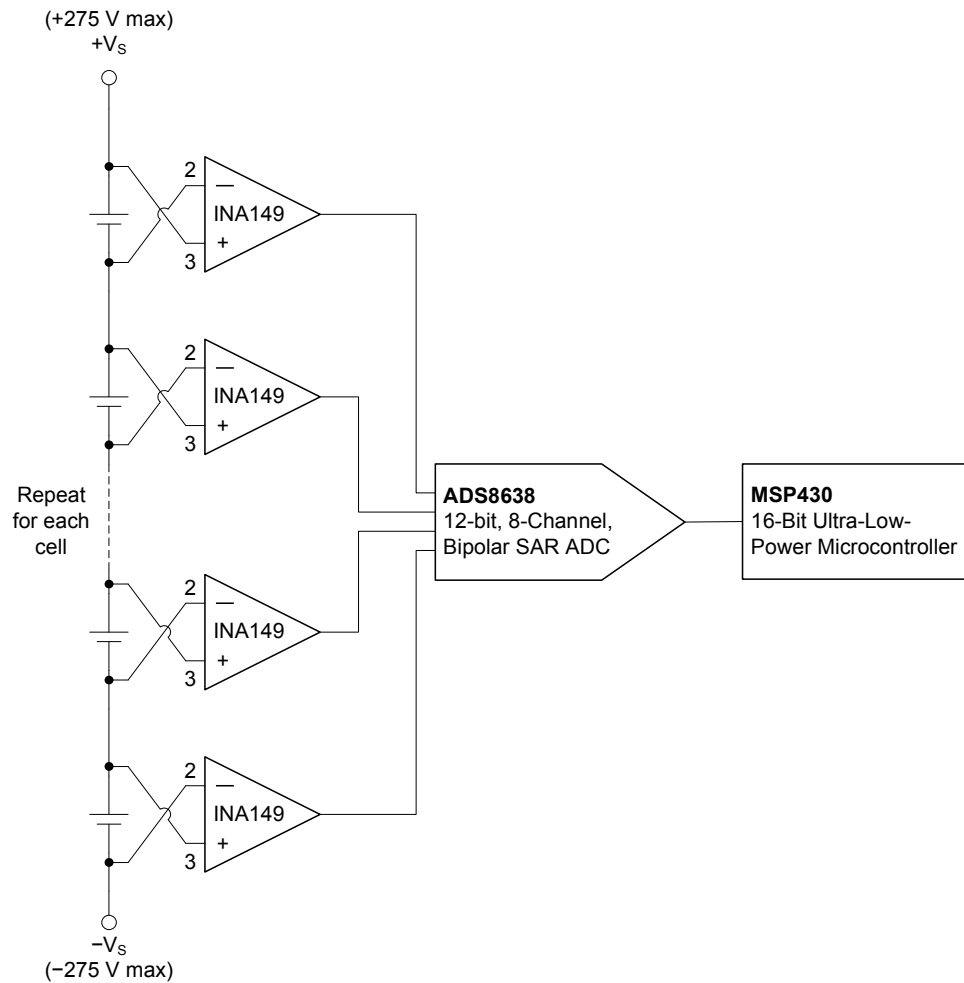 (+275 V max)
+VS
2
−
INA149
+
3
2
−
INA149
+
3
Repeat
for each
cell
ADS8638
12-bit, 8-Channel,
Bipolar SAR ADC
MSP430
16-Bit Ultra-Low-
Power Microcontroller
2
−
INA149
+
3
2
−
INA149
+
3
−VS
(−275 V max)